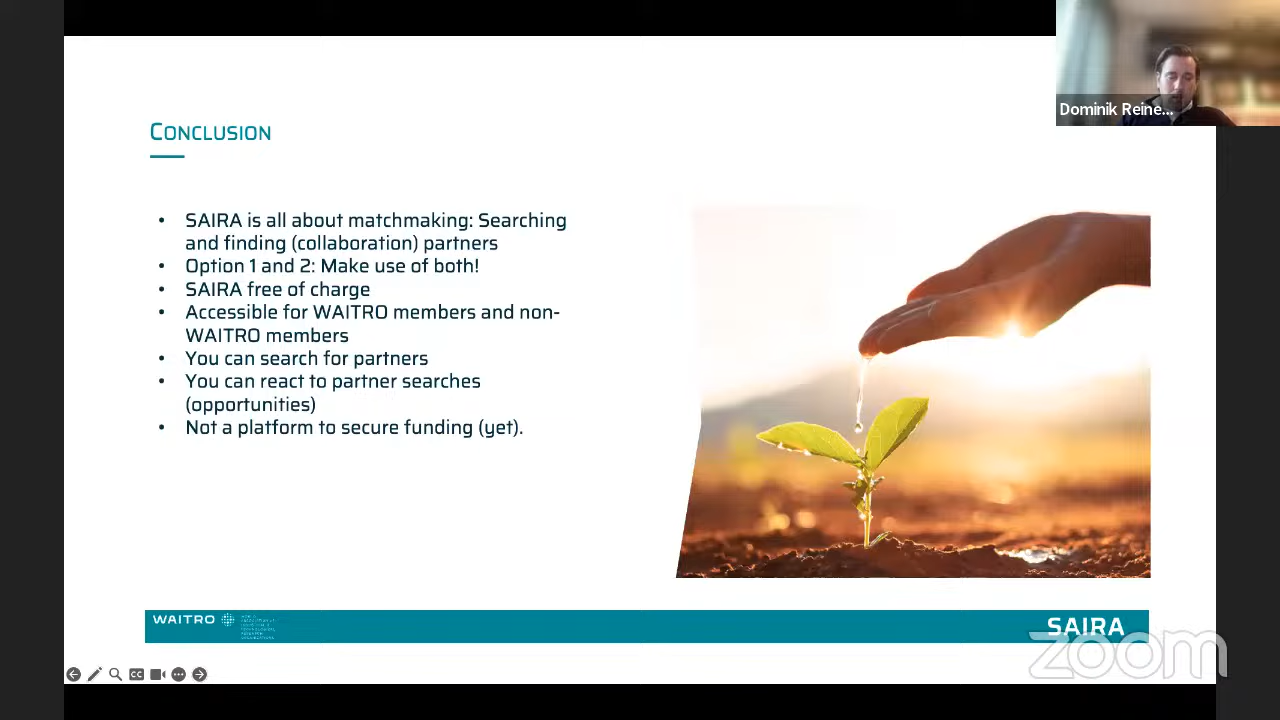 Dominik Reine...
CONCLUSION
• SAIRA is all about matchmaking: Searching
and finding (collaboration) partners
• Option 1 and 2: Make use of both!
• SAIRA free of charge
• Accessible for WAITRO members and non-
WAITRO members
• You can search for partners
• You can react to partner searches
(opportunities)
• Not a platform to secure funding (yet).
WAITRO
SAIRA
zoom
CC